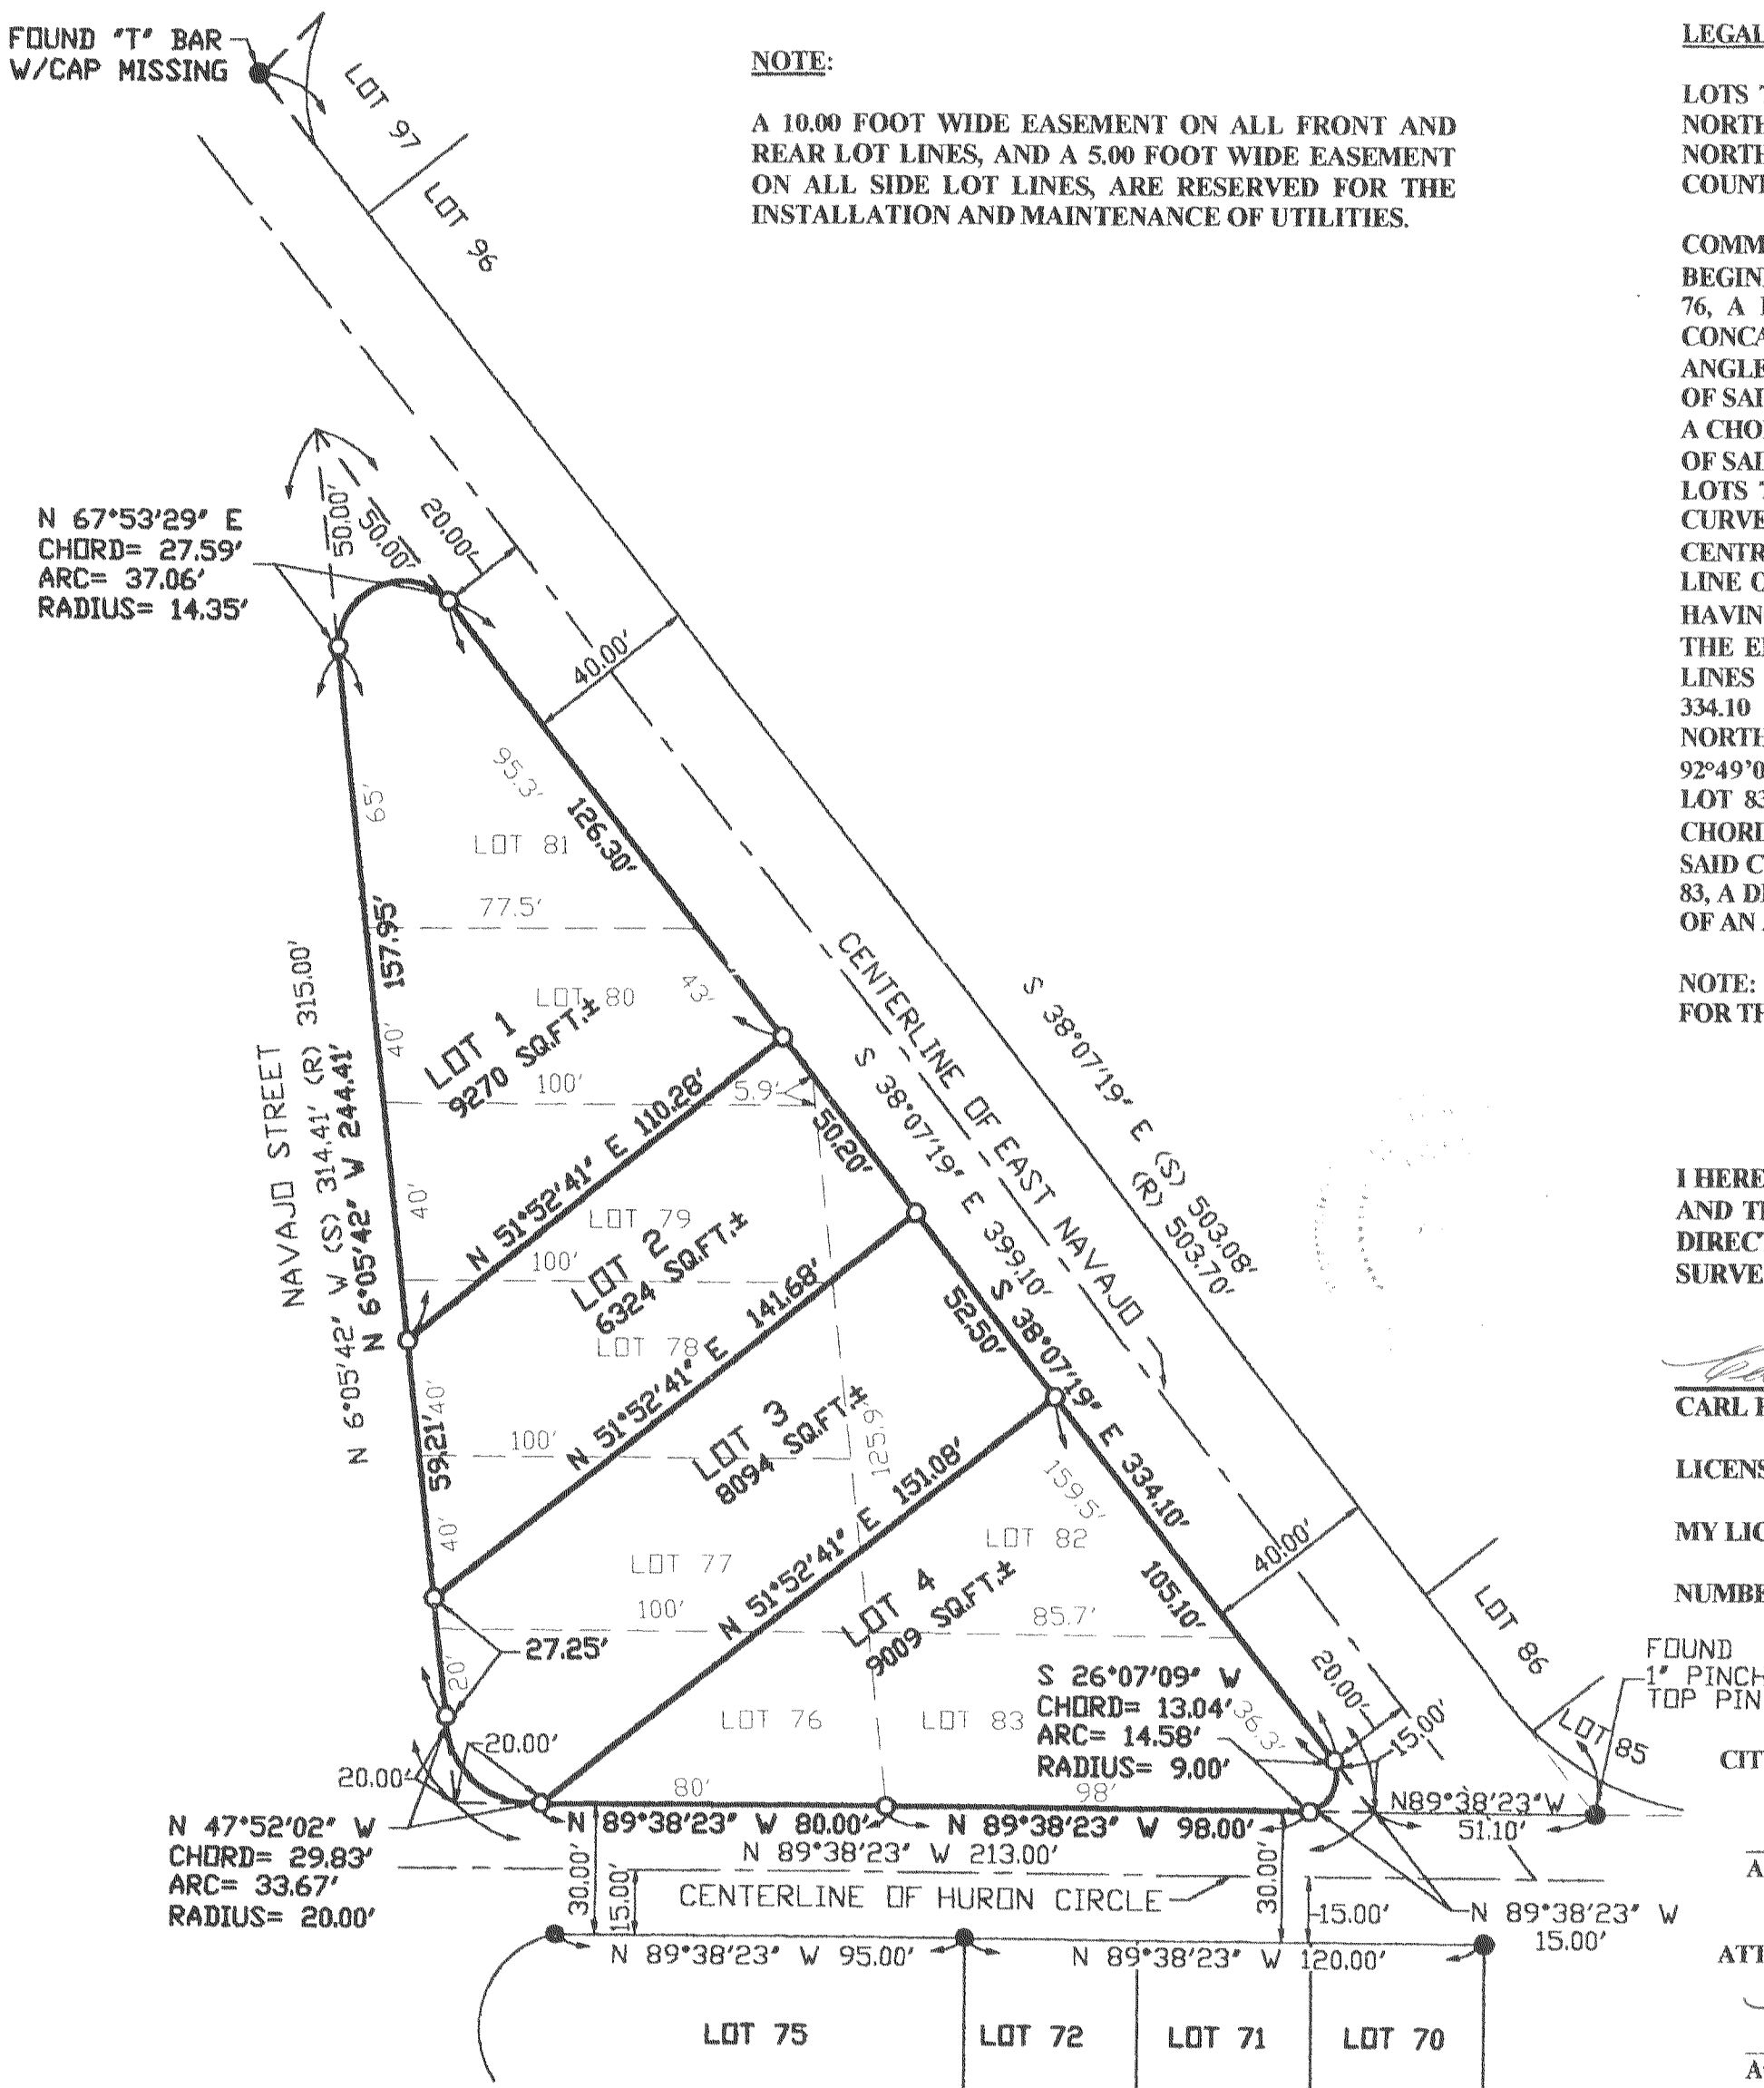 FOUND "T" BAR
W/CAP MISSING
LOT 97
LOT 96
NOTE:
A 10.00 FOOT WIDE EASEMENT ON ALL FRONT AND
REAR LOT LINES, AND A 5.00 FOOT WIDE EASEMENT
ON ALL SIDE LOT LINES, ARE RESERVED FOR THE
INSTALLATION AND MAINTENANCE OF UTILITIES.
LEGAL
LOTS
NORTH
NORTH
COUN
COMM
BEGIN
76, A
CONCA
ANGLE
OF SAI
A CHO
OF SAI
LOTS
CURVE
CENTR
LINE O
HAVIN
THE E
LINES
334.10
NORTH
92°49'0
LOT 83
CHORD
SAID C
83, A D
OF AN
NOTE:
FOR TH
I HERE
AND T
DIRECT
SURVE
CARL
LICENS
MY LIC
NUMBE
CIT
A
ATT
A
N 67°53'29" E
CHORD= 27.59'
ARC= 37.06'
RADIUS= 14.35'
50.00'
50.00'
20.00'
40.00'
65'
95.3'
126.30'
LOT 81
77.5'
157.95'
NAVAJO STREET
N 6°05'42" W (S) 314.41' (R) 315.00'
N 6°05'42" W 244.41'
LOT 80
43'
40'
LOT 1
9270 SQ.FT.±
100'
5.9'
N 51°52'41" E 110.28'
50.20'
CENTERLINE OF EAST NAVAJO
S 38°07'19" E 399.10'
S 38°07'19" E (S) 503.08'
(R) 503.70'
40'
LOT 79
LOT 2
6324 SQ.FT.±
100'
N 51°52'41" E 141.68'
LOT 78
52.50'
S 38°07'19" E 334.10'
40'
59.21'
100'
LOT 3
8094 SQ.FT.±
125.9'
N 51°52'41" E 151.08'
159.5'
LOT 82
105.10'
40.00'
40'
LOT 77
100'
LOT 4
9009 SQ.FT.±
85.7'
LOT 86
FOUND
1" PINCH
TOP PIN
LOT 85
27.25'
20'
LOT 76
LOT 83
S 26°07'09" W
CHORD= 13.04'
ARC= 14.58'
RADIUS= 9.00'
36.3'
20.00'
15.00'
20.00'
20.00'
80'
98'
N 47°52'02" W
CHORD= 29.83'
ARC= 33.67'
RADIUS= 20.00'
N 89°38'23" W 80.00'
N 89°38'23" W 98.00'
N89°38'23"W
51.10'
N 89°38'23" W 213.00'
CENTERLINE OF HURON CIRCLE
30.00'
15.00'
30.00'
15.00'
N 89°38'23" W
15.00'
N 89°38'23" W 95.00'
N 89°38'23" W 120.00'
LOT 75
LOT 72
LOT 71
LOT 70